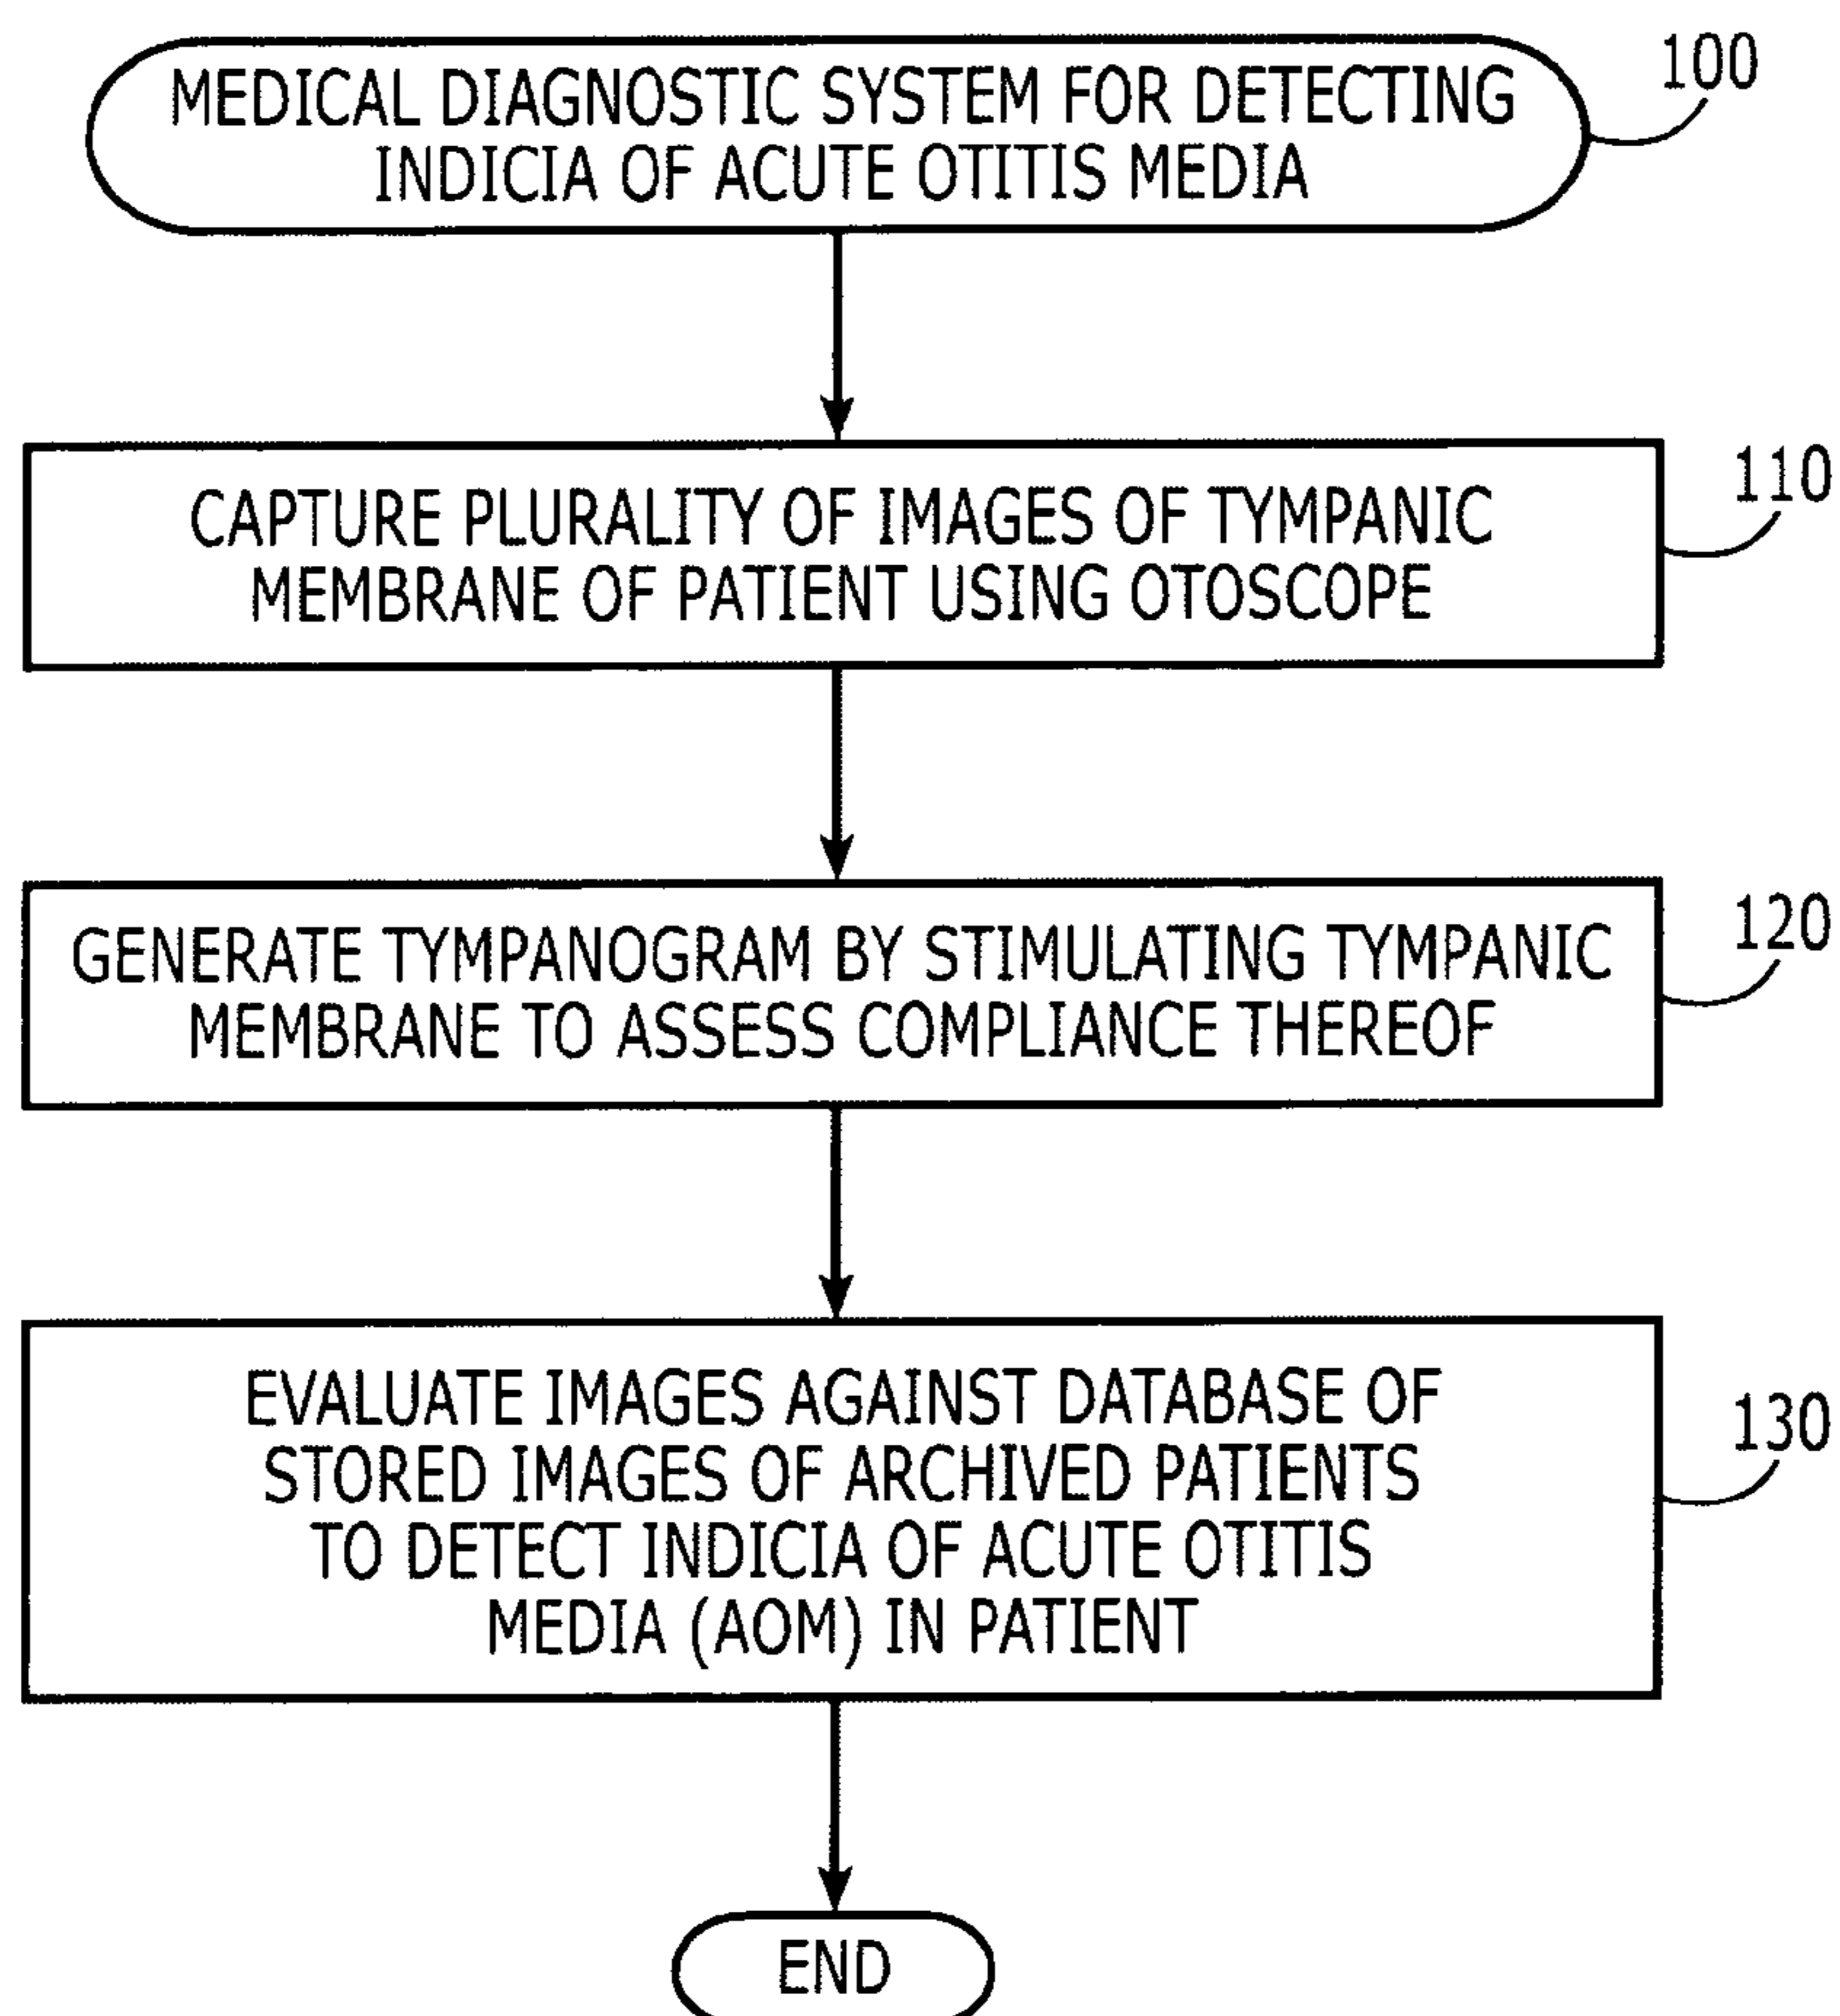 MEDICAL DIAGNOSTIC SYSTEM FOR DETECTING
INDICIA OF ACUTE OTITIS MEDIA
100
CAPTURE PLURALITY OF IMAGES OF TYMPANIC
MEMBRANE OF PATIENT USING OTOSCOPE
110
GENERATE TYMPANOGRAM BY STIMULATING TYMPANIC
MEMBRANE TO ASSESS COMPLIANCE THEREOF
120
EVALUATE IMAGES AGAINST DATABASE OF
STORED IMAGES OF ARCHIVED PATIENTS
TO DETECT INDICIA OF ACUTE OTITIS
MEDIA (AOM) IN PATIENT
130
END